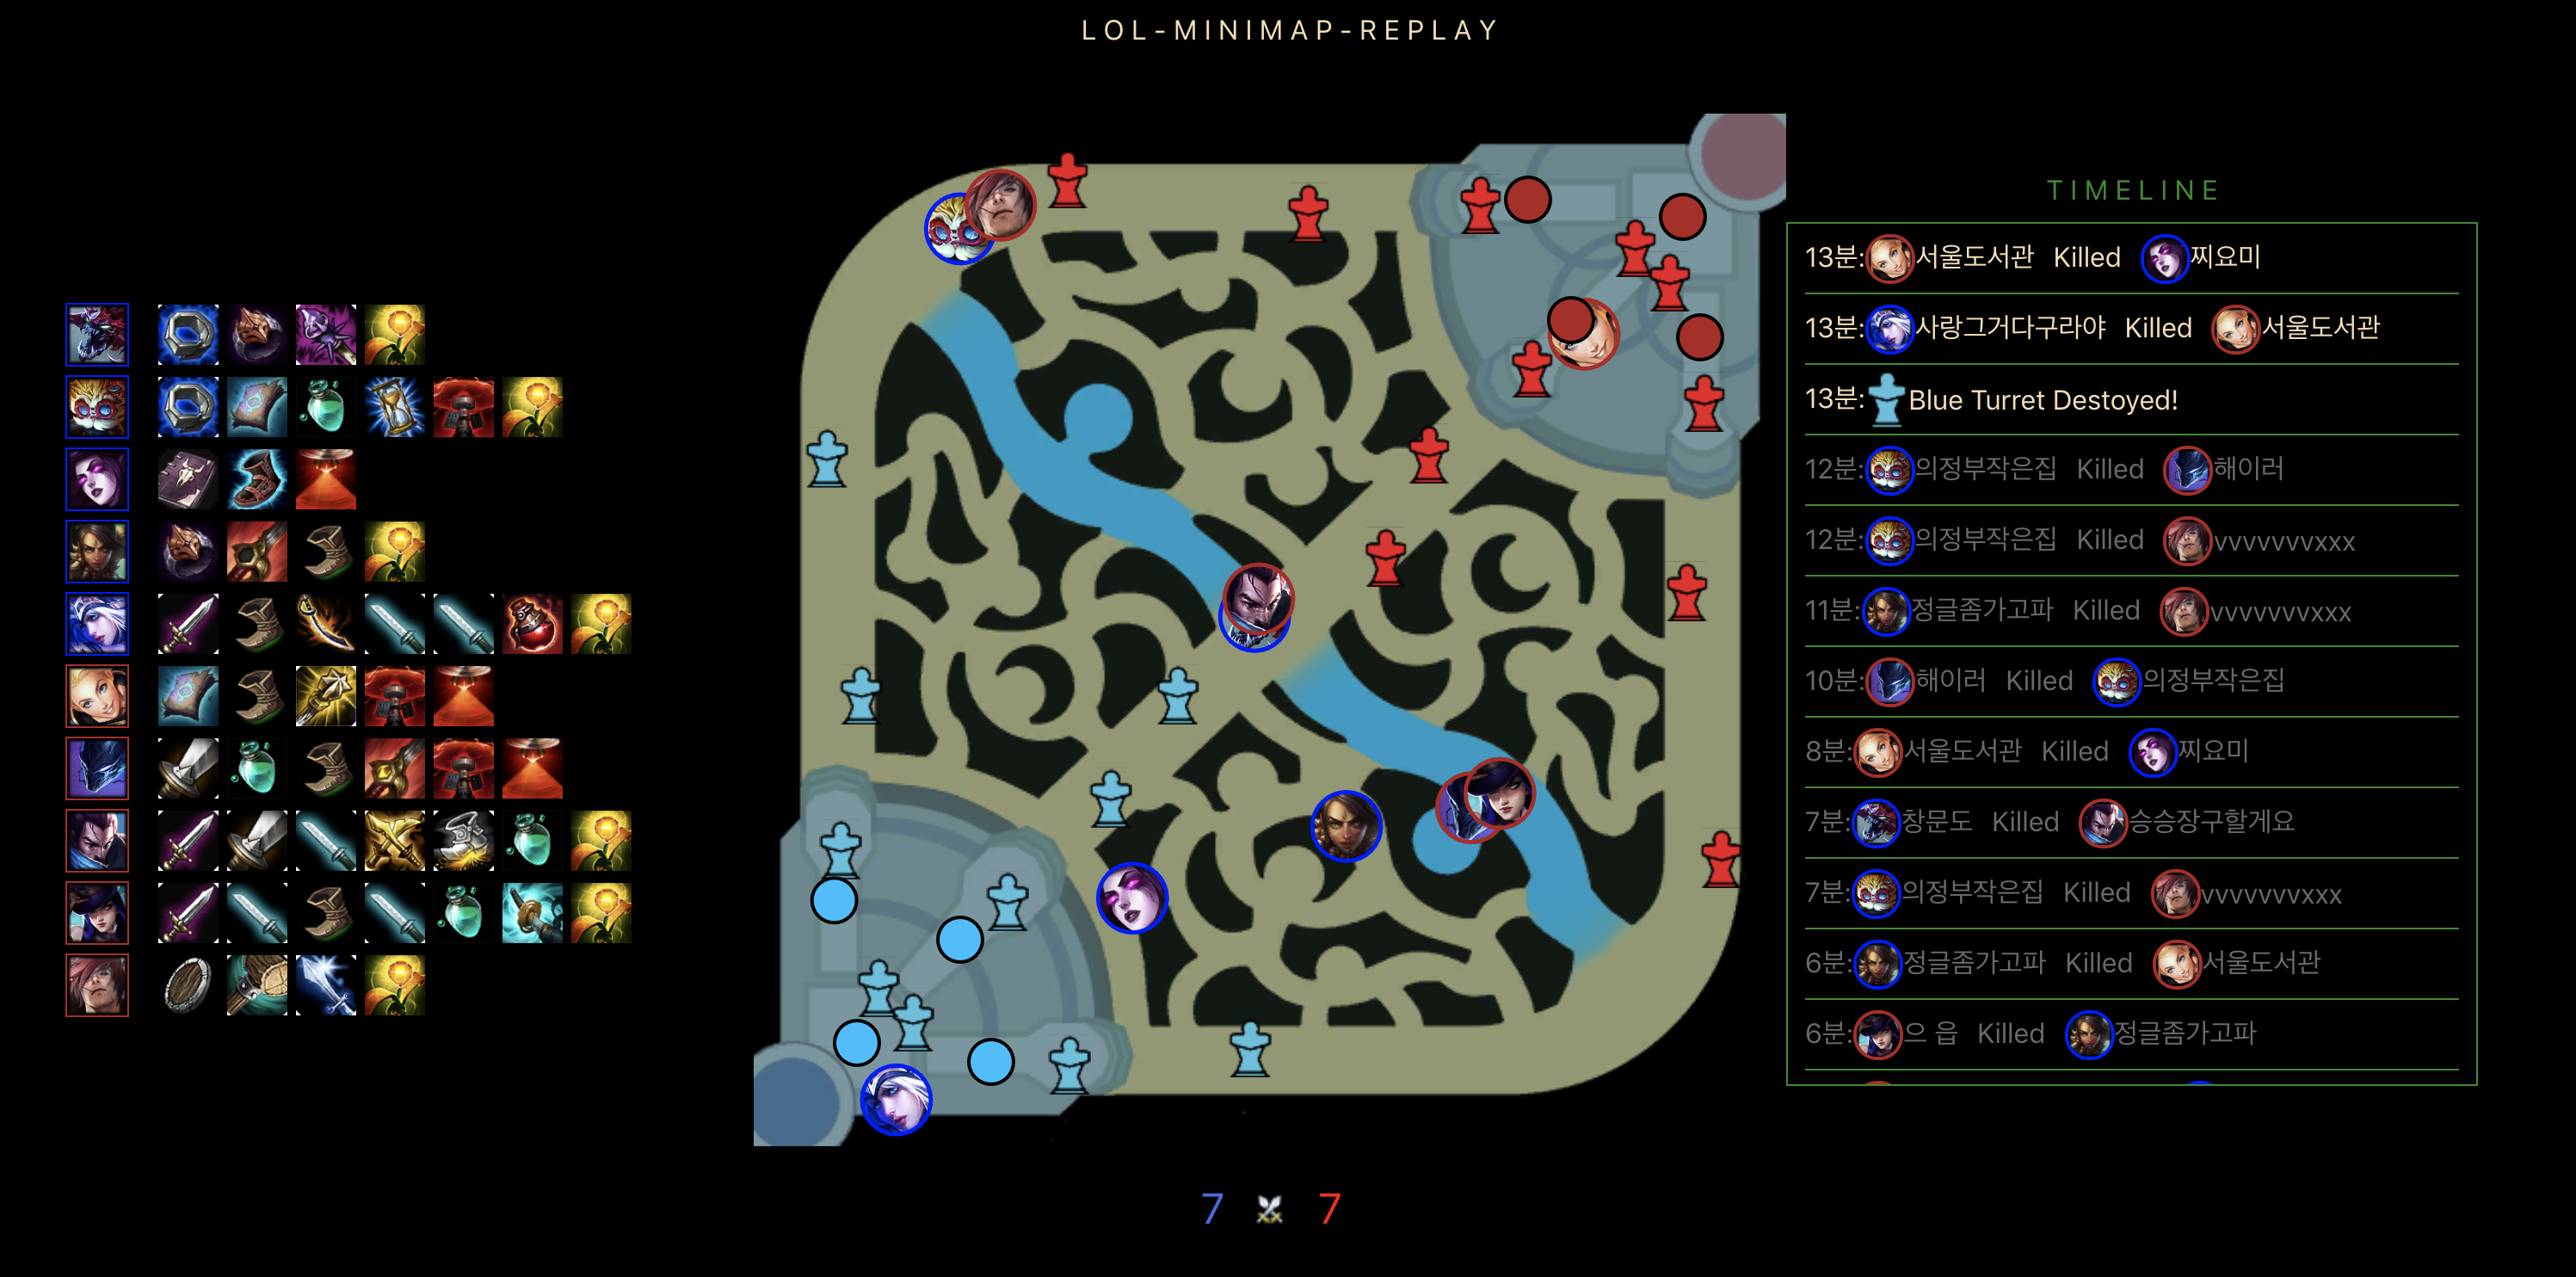 LOL-MINIMAP-REPLAY
TIMELINE
13분: 서울도서관 Killed 찌요미
13분: 사랑그거다구라야 Killed 서울도서관
13분: Blue Turret Destoyed!
12분: 의정부작은집 Killed 해이러
12분: 의정부작은집 Killed vvvvvvvxxx
11분: 정글좀가고파 Killed vvvvvvvxxx
10분: 해이러 Killed 의정부작은집
8분: 서울도서관 Killed 찌요미
7분: 창문도 Killed 승승장구할게요
7분: 의정부작은집 Killed vvvvvvvxxx
6분: 정글좀가고파 Killed 서울도서관
6분: 으 읍 Killed 정글좀가고파
7 7